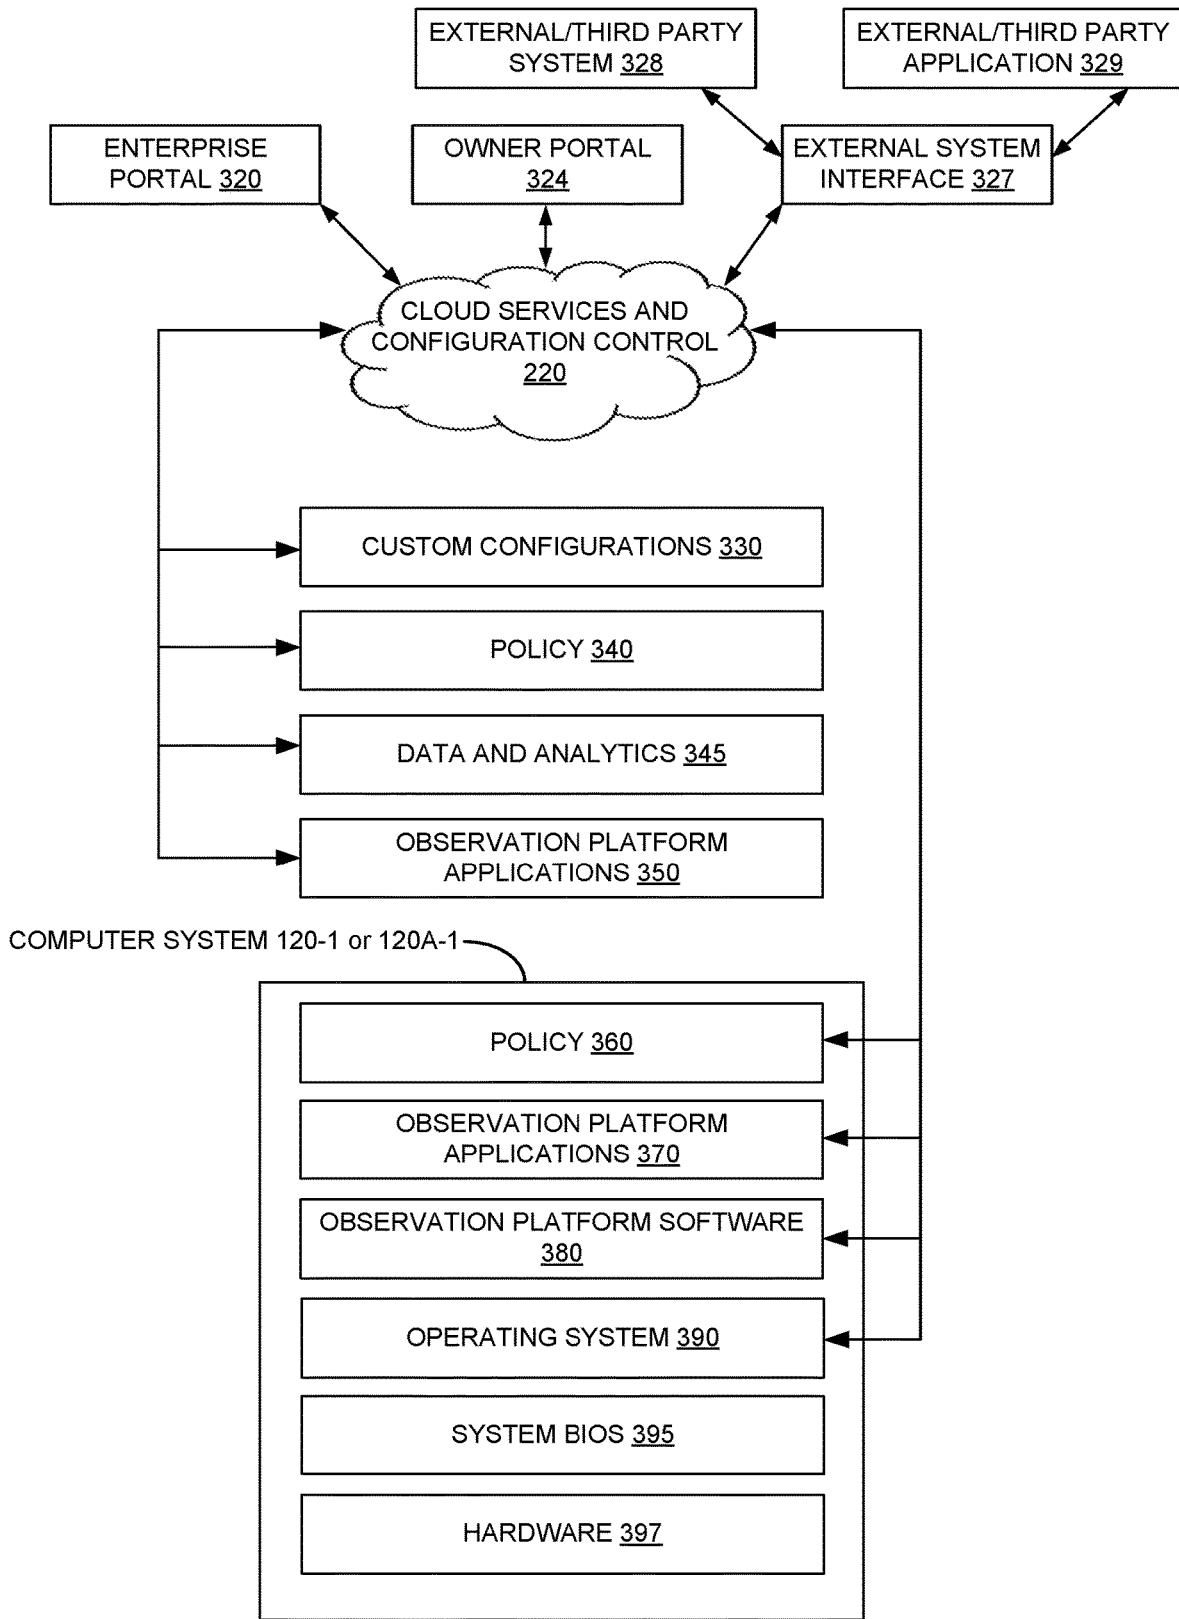 EXTERNAL/THIRD PARTY
SYSTEM 328
EXTERNAL/THIRD PARTY
APPLICATION 329
ENTERPRISE
PORTAL 320
OWNER PORTAL
324
EXTERNAL SYSTEM
INTERFACE 327
CLOUD SERVICES AND
CONFIGURATION CONTROL
220
CUSTOM CONFIGURATIONS 330
POLICY 340
DATA AND ANALYTICS 345
OBSERVATION PLATFORM
APPLICATIONS 350
COMPUTER SYSTEM 120-1 or 120A-1
POLICY 360
OBSERVATION PLATFORM
APPLICATIONS 370
OBSERVATION PLATFORM SOFTWARE
380
OPERATING SYSTEM 390
SYSTEM BIOS 395
HARDWARE 397